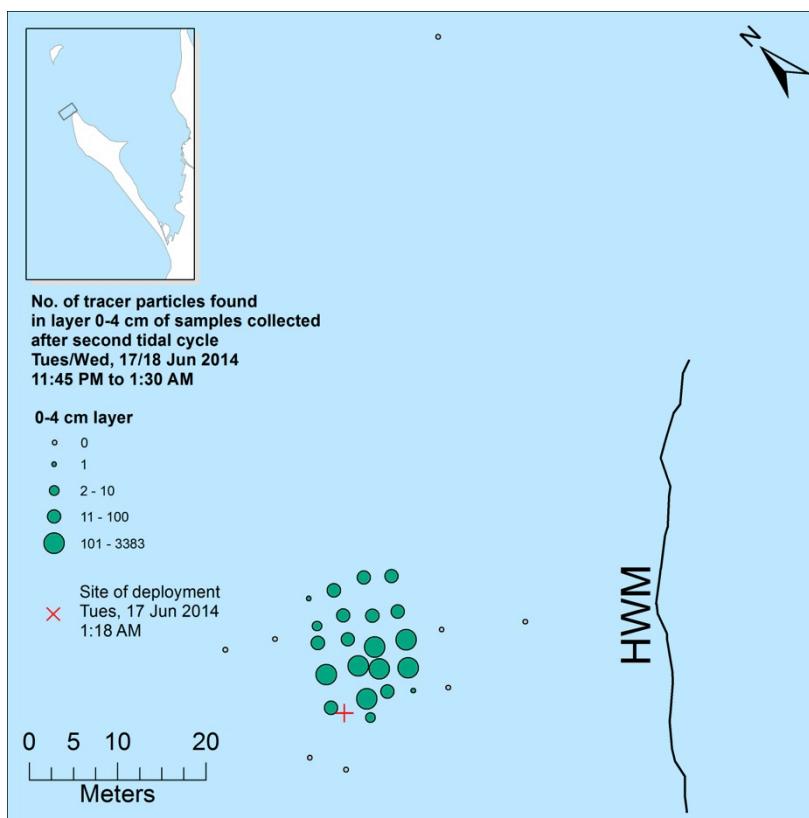 N
No. of tracer particles found
in layer 0-4 cm of samples collected
after second tidal cycle
Tues/Wed, 17/18 Jun 2014
11:45 PM to 1:30 AM
0-4 cm layer
0
1
2 - 10
11 - 100
101 - 3383
Site of deployment
Tues, 17 Jun 2014
1:18 AM
HWM
0 5 10 20
Meters